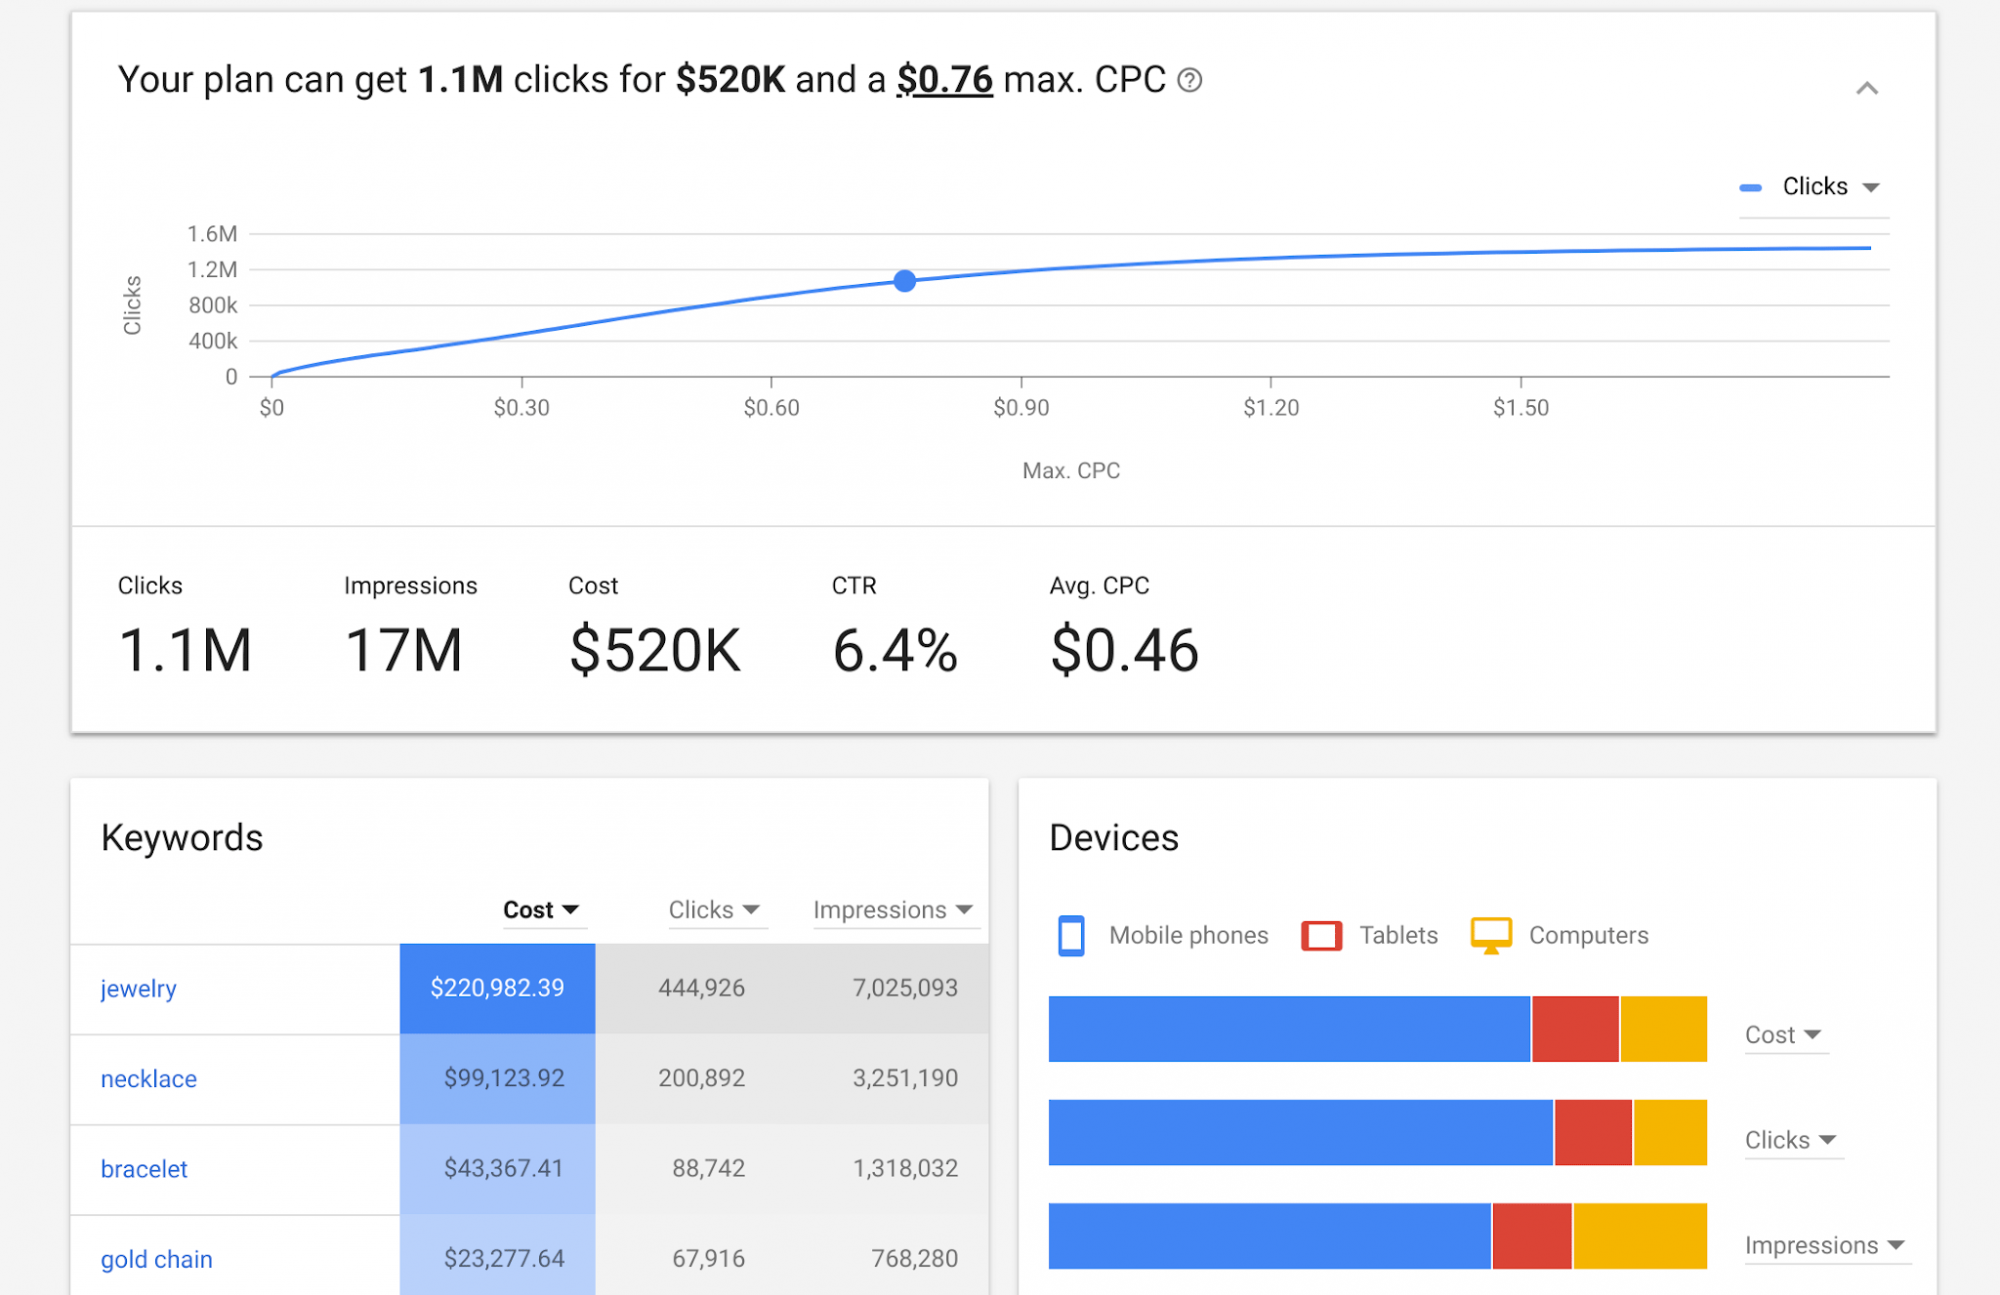 Your plan can get 1.1M clicks for $520K and a $0.76 max. CPC
Clicks
1.6M
1.2M
800k
400k
0
Clicks
$0 $0.30 $0.60 $0.90 $1.20 $1.50
Max. CPC
Clicks Impressions Cost CTR Avg. CPC
1.1M 17M $520K 6.4% $0.46
Keywords
Cost Clicks Impressions
jewelry $220,982.39 444,926 7,025,093
necklace $99,123.92 200,892 3,251,190
bracelet $43,367.41 88,742 1,318,032
gold chain $23,277.64 67,916 768,280
Devices
Mobile phones Tablets Computers
Cost
Clicks
Impressions